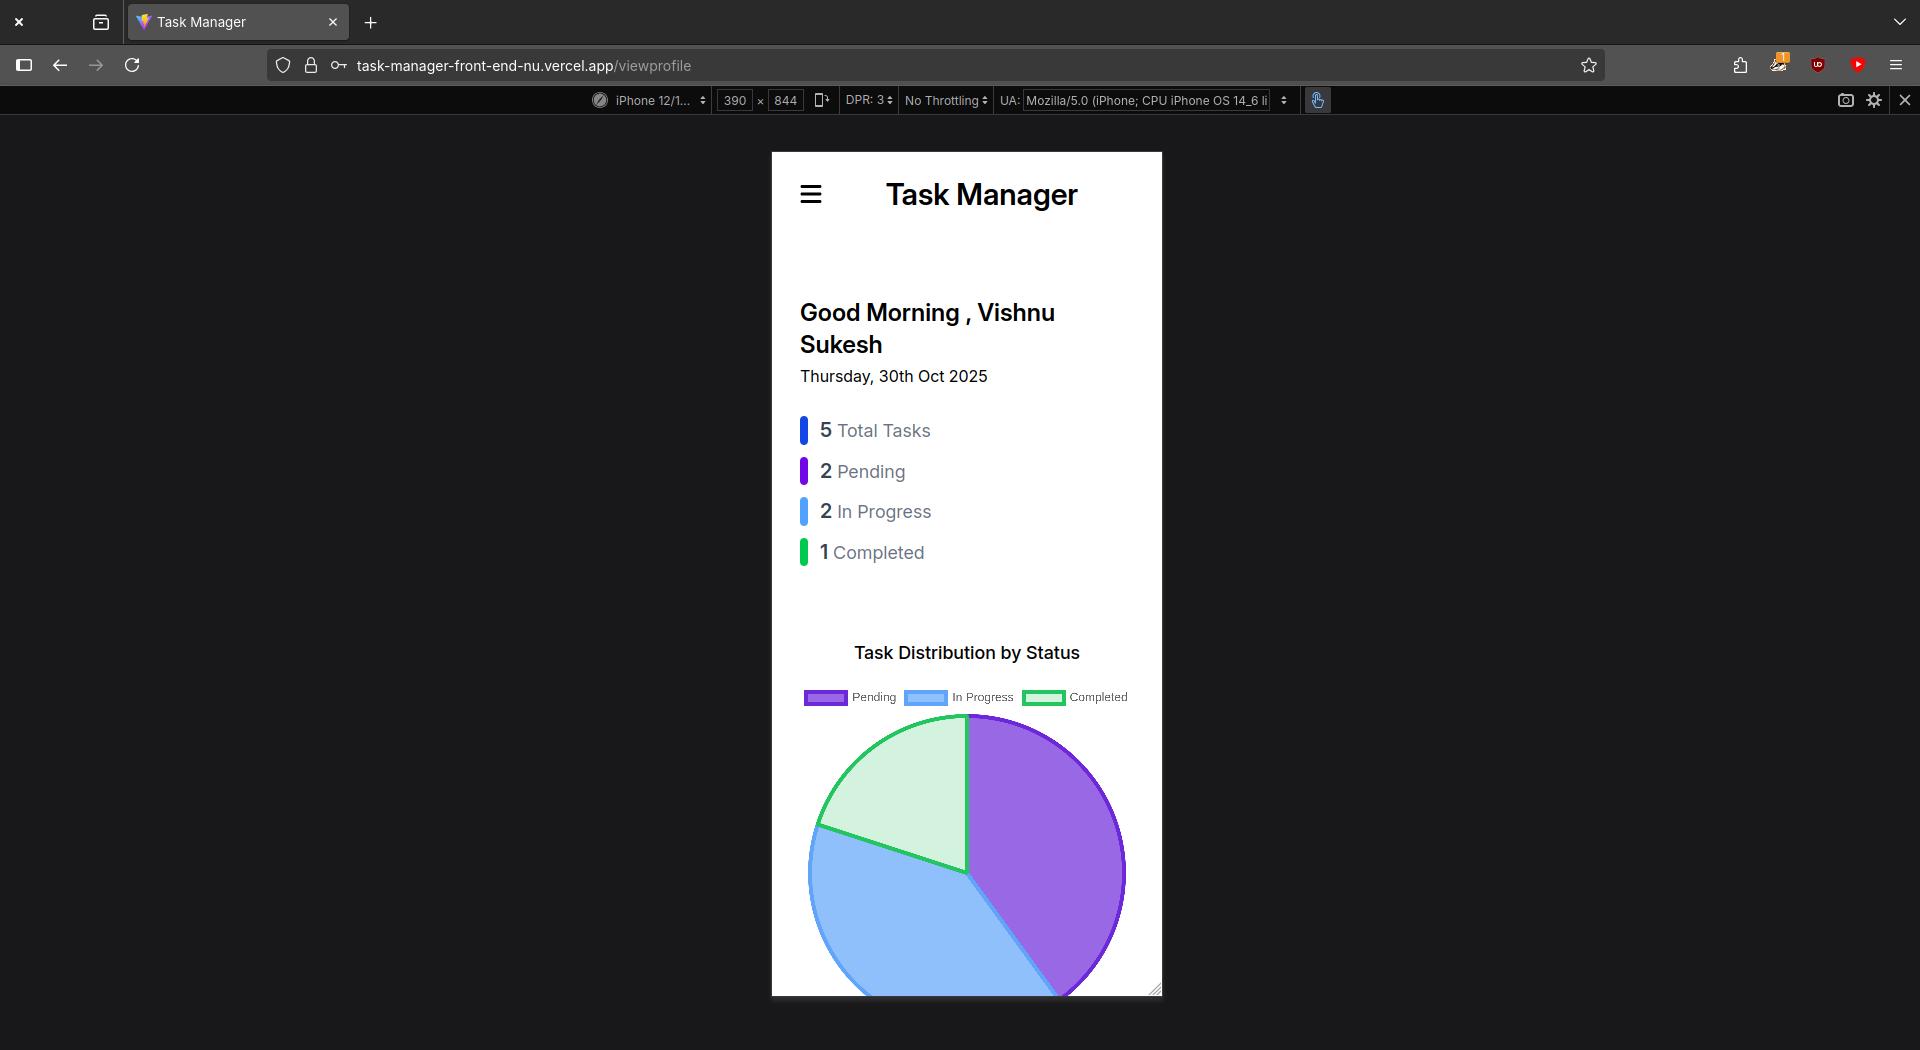 Task Manager
task-manager-front-end-nu.vercel.app/viewprofile
1
iPhone 12/1... 390 × 844 DPR: 3 No Throttling UA: Mozilla/5.0 (iPhone; CPU iPhone OS 14_6 li
Task Manager
Good Morning , Vishnu
Sukesh
Thursday, 30th Oct 2025
5 Total Tasks
2 Pending
2 In Progress
1 Completed
Task Distribution by Status
Pending In Progress Completed